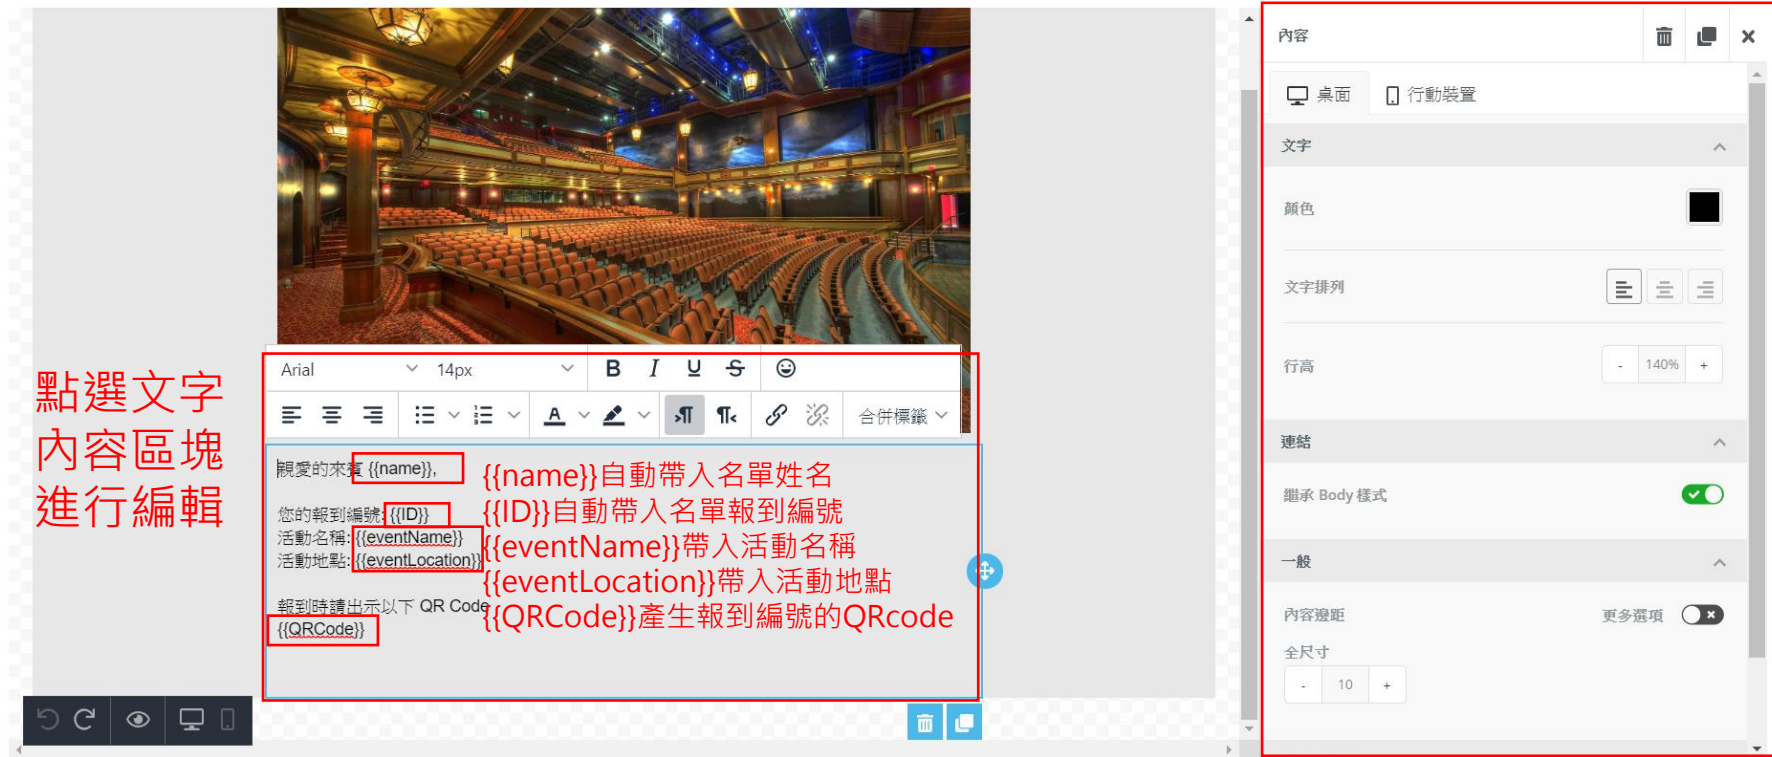 點選文字
內容區塊
進行編輯
Arial
14px
B I U S
A
合併標籤
親愛的來賓 {{name}},
您的報到編號: {{ID}}
活動名稱: {{eventName}}
活動地點: {{eventLocation}}
報到時請出示以下 QR Code
{{QRCode}}
{{name}}自動帶入名單姓名
{{ID}}自動帶入名單報到編號
{{eventName}}帶入活動名稱
{{eventLocation}}帶入活動地點
{{QRCode}}產生報到編號的QRcode
內容
桌面
行動裝置
文字
顏色
文字排列
行高
- 140% +
連結
繼承 Body 樣式
一般
內容邊距
更多選項
全尺寸
- 10 +